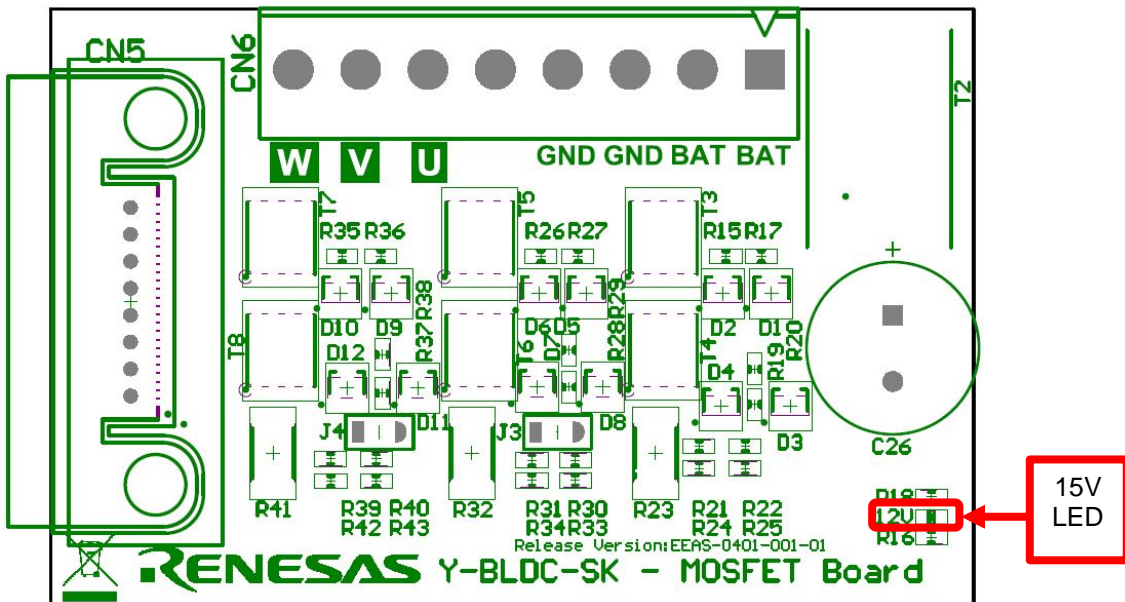 CN5
CN6
T2
W V U GND GND BAT BAT
T7 T5 T3
R35 R36 R26 R27 R15 R17
R38 R29
D10 D9 D6 D5 D2 D1
T8 D12 R37 T6 D7 R28 T4 D4 R19 R20
J4 D11 J3 D8 D3 C26
R41 R39 R40 R32 R31 R30 R23 R21 R22
R42 R43 R34 R33 R24 R25
R18
12V
R16
15V
LED
Release Version:EEAS-0401-001-01
RENESAS Y-BLDC-SK - MOSFET Board